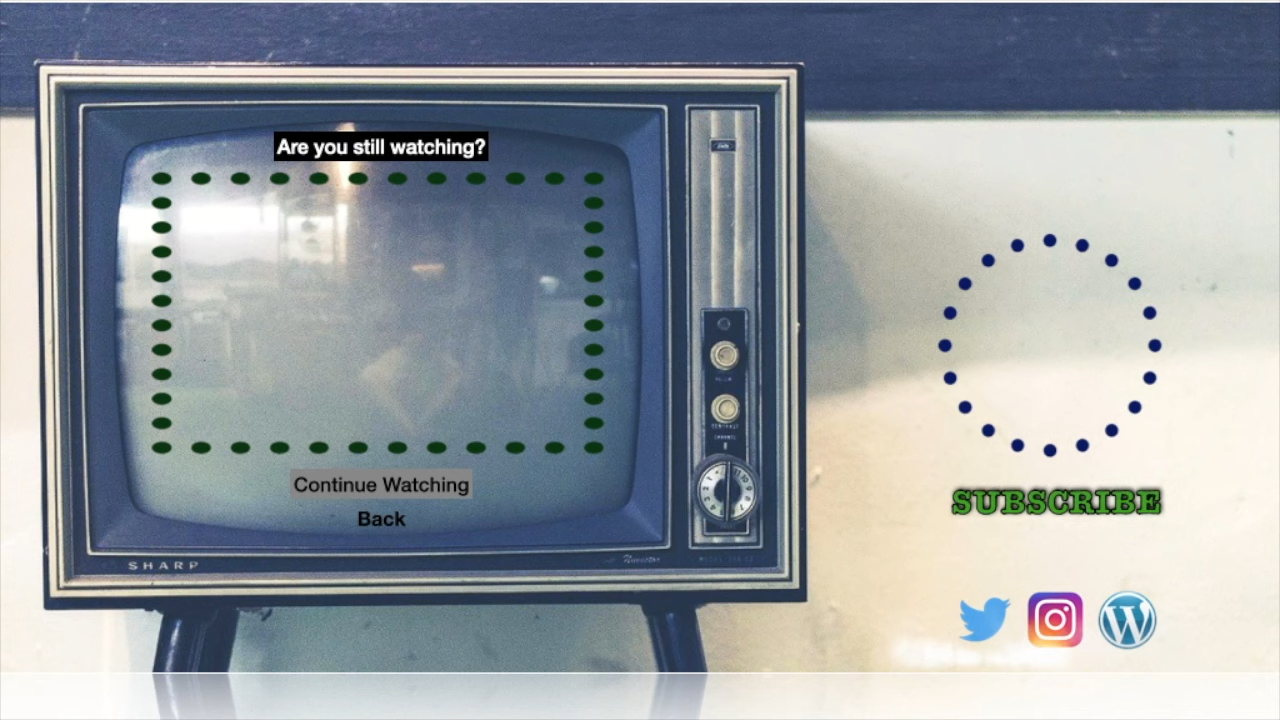 Are you still watching?
Continue Watching
Back
SHARP
SUBSCRIBE